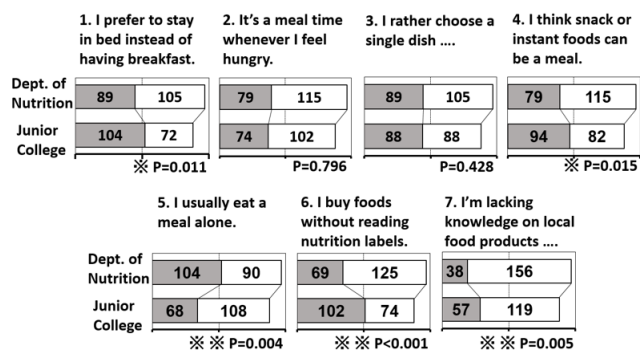 1. I prefer to stay
in bed instead of
having breakfast.
2. It's a meal time
whenever I feel
hungry.
3. I rather choose a
single dish ....
4. I think snack or
instant foods can
be a meal.
Dept. of
Nutrition
89 105
79 115
89 105
79 115
Junior
College
104 72
74 102
88 88
94 82
※ P=0.011
P=0.796
P=0.428
※ P=0.015
5. I usually eat a
meal alone.
6. I buy foods
without reading
nutrition labels.
7. I'm lacking
knowledge on local
food products ....
Dept. of
Nutrition
104 90
69 125
38 156
Junior
College
68 108
102 74
57 119
※ ※ P=0.004
※ ※ P<0.001
※ ※ P=0.005